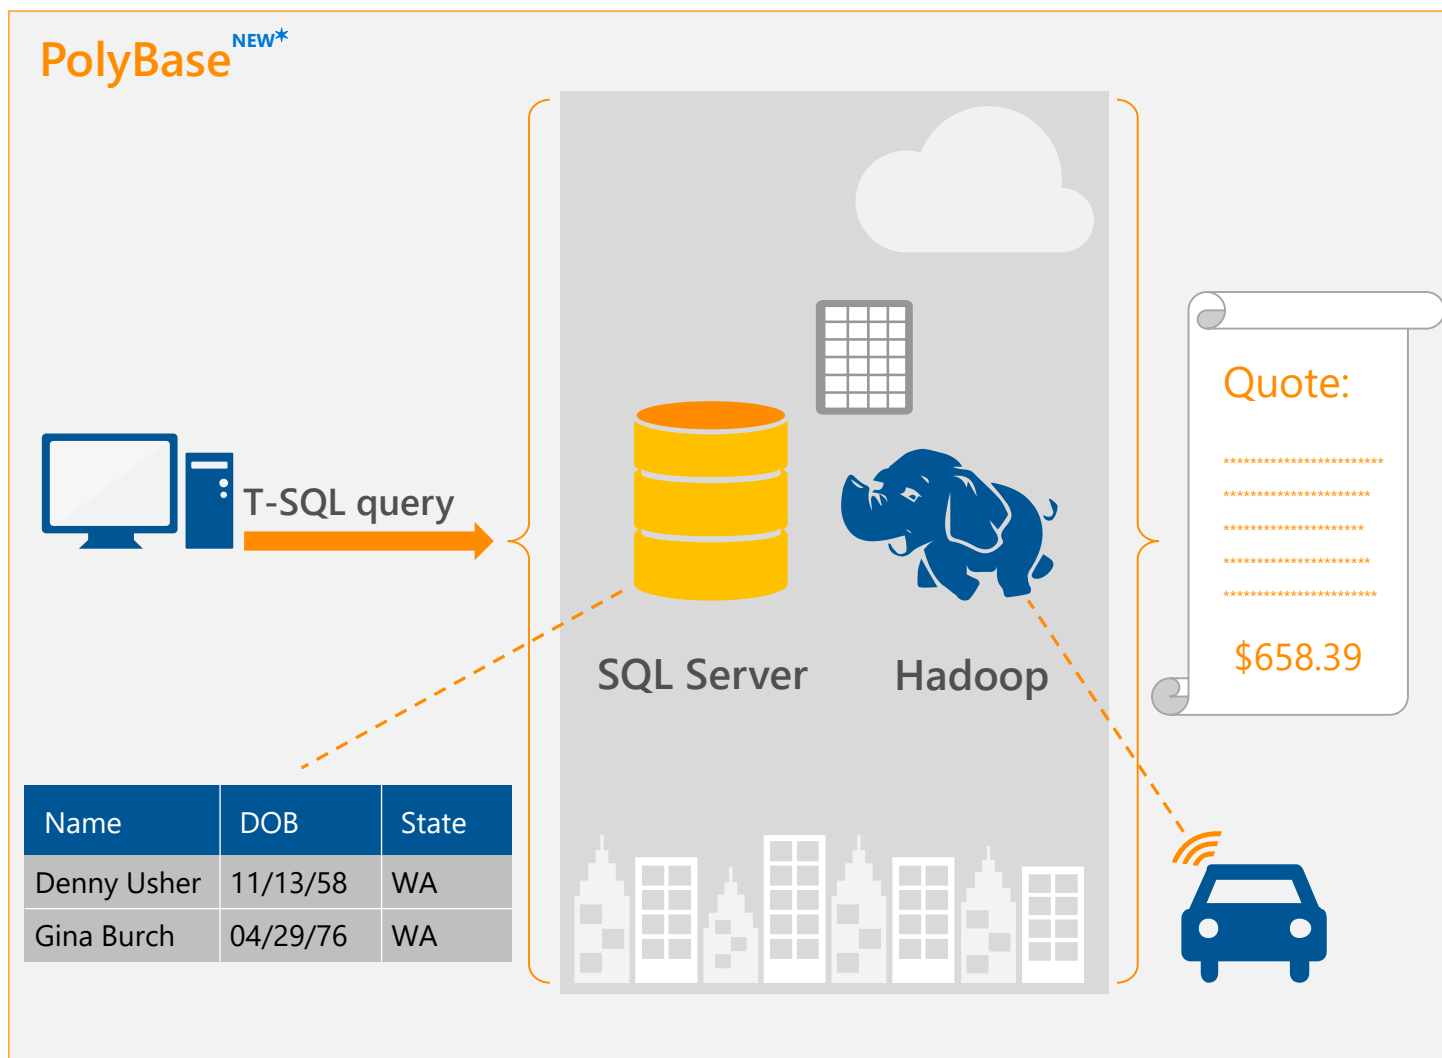 PolyBase NEW*
T-SQL query
SQL Server
Hadoop
Quote:
************************
**********************
*********************
**********************
***********************
$658.39
Name DOB State
Denny Usher 11/13/58 WA
Gina Burch 04/29/76 WA